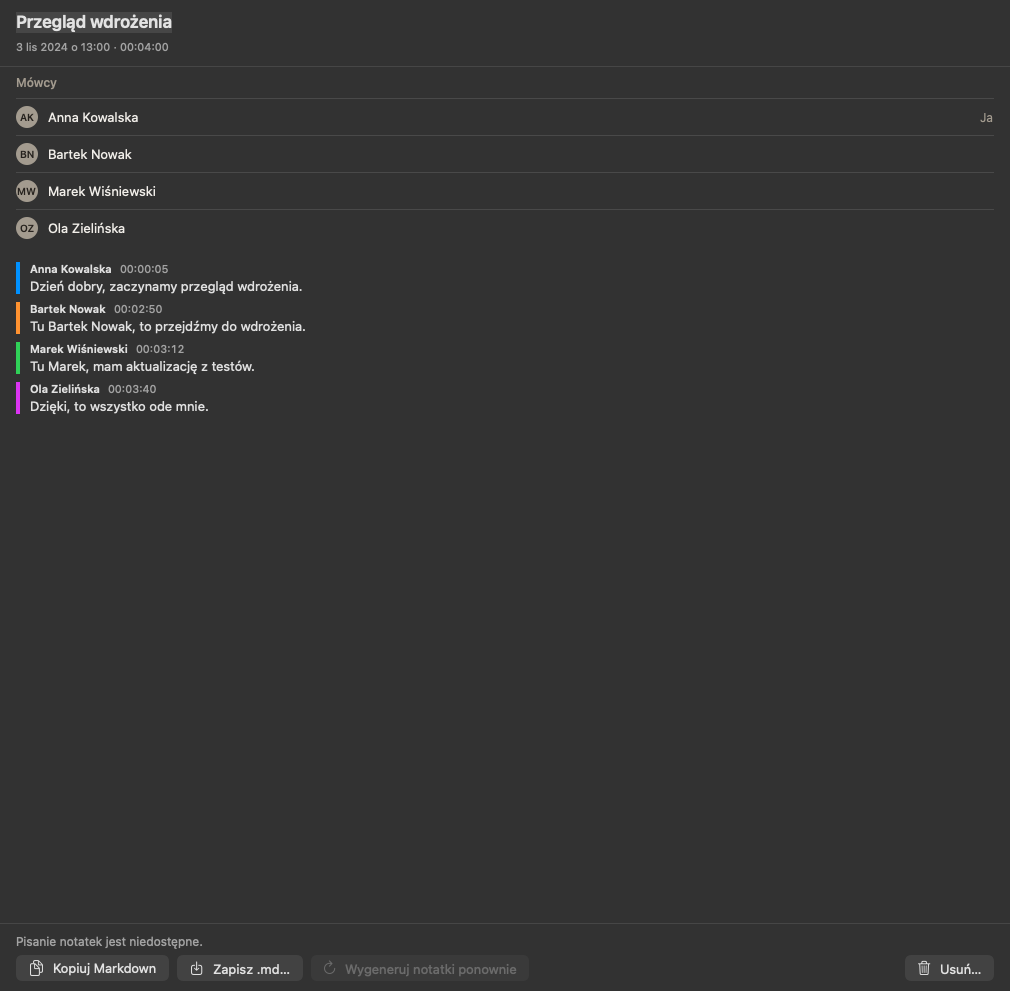 Przegląd wdrożenia
3 lis 2024 o 13:00 · 00:04:00
Mówcy
AK Anna Kowalska Ja
BN Bartek Nowak
MW Marek Wiśniewski
OZ Ola Zielińska
Anna Kowalska 00:00:05
Dzień dobry, zaczynamy przegląd wdrożenia.
Bartek Nowak 00:02:50
Tu Bartek Nowak, to przejdźmy do wdrożenia.
Marek Wiśniewski 00:03:12
Tu Marek, mam aktualizację z testów.
Ola Zielińska 00:03:40
Dzięki, to wszystko ode mnie.
Pisanie notatek jest niedostępne.
Kopiuj Markdown Zapisz .md... Wygeneruj notatki ponownie Usuń...